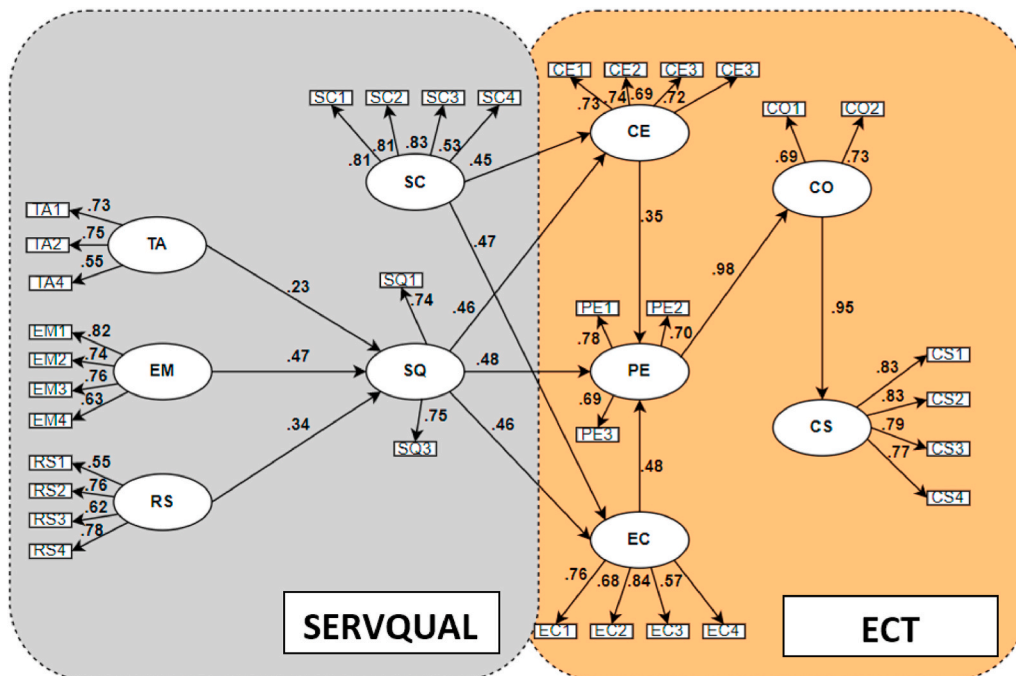 CE1 CE2 CE3 CE3
.73 .74 .69 .72
CE
SC1 SC2 SC3 SC4
.81 .81 .83 .53
SC
.45
CO1 CO2
.69 .73
CO
TA1 .73
TA2 .75
TA4 .55
TA
.23
.47
.35
.98
.46
SQ1
.74
PE1 PE2
.78 .70
.95
EM1 .82
EM2 .74
EM3 .76
EM4 .63
EM
.47
SQ
.48
PE
.69
PE3
.75
SQ3
.34
.46
.48
CS
CS1 .83
CS2 .83
CS3 .79
CS4 .77
RS1 .55
RS2 .76
RS3 .62
RS4 .78
RS
EC
.76 .68 .84 .57
EC1 EC2 EC3 EC4
SERVQUAL
ECT